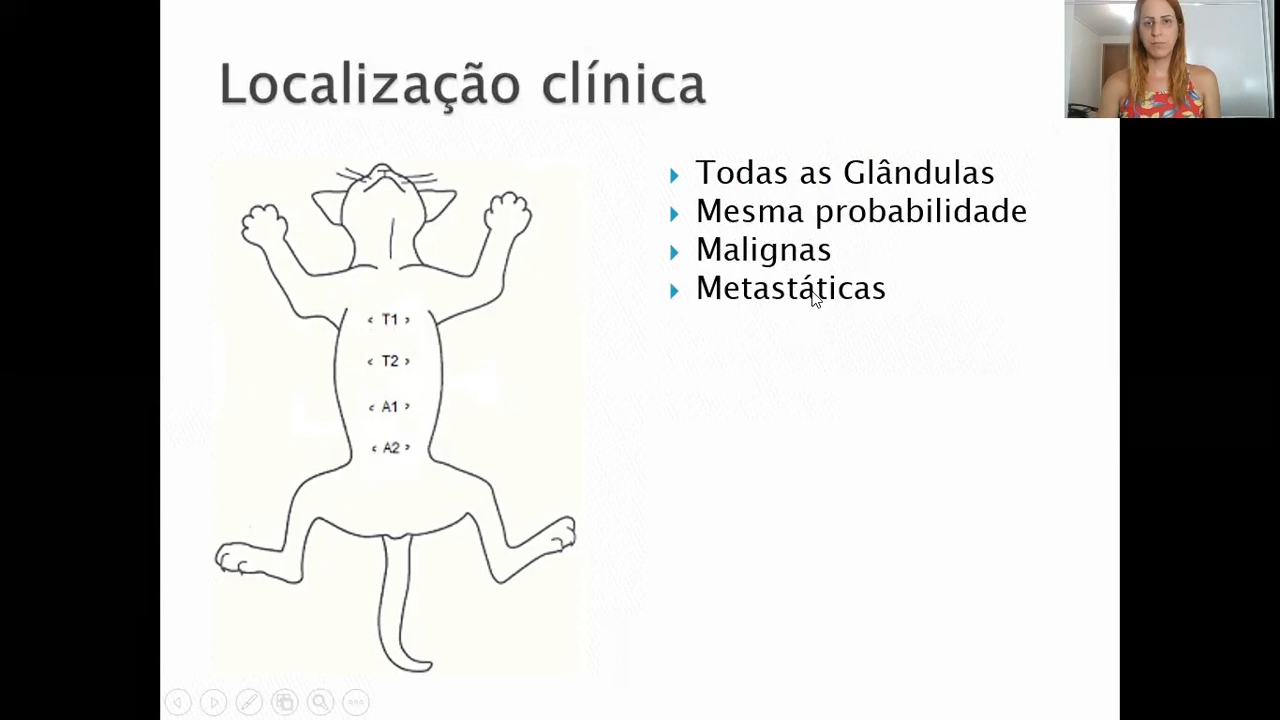 Localização clínica
Todas as Glândulas
Mesma probabilidade
Malignas
Metastáticas
< T1 >
< T2 >
< A1 >
< A2 >